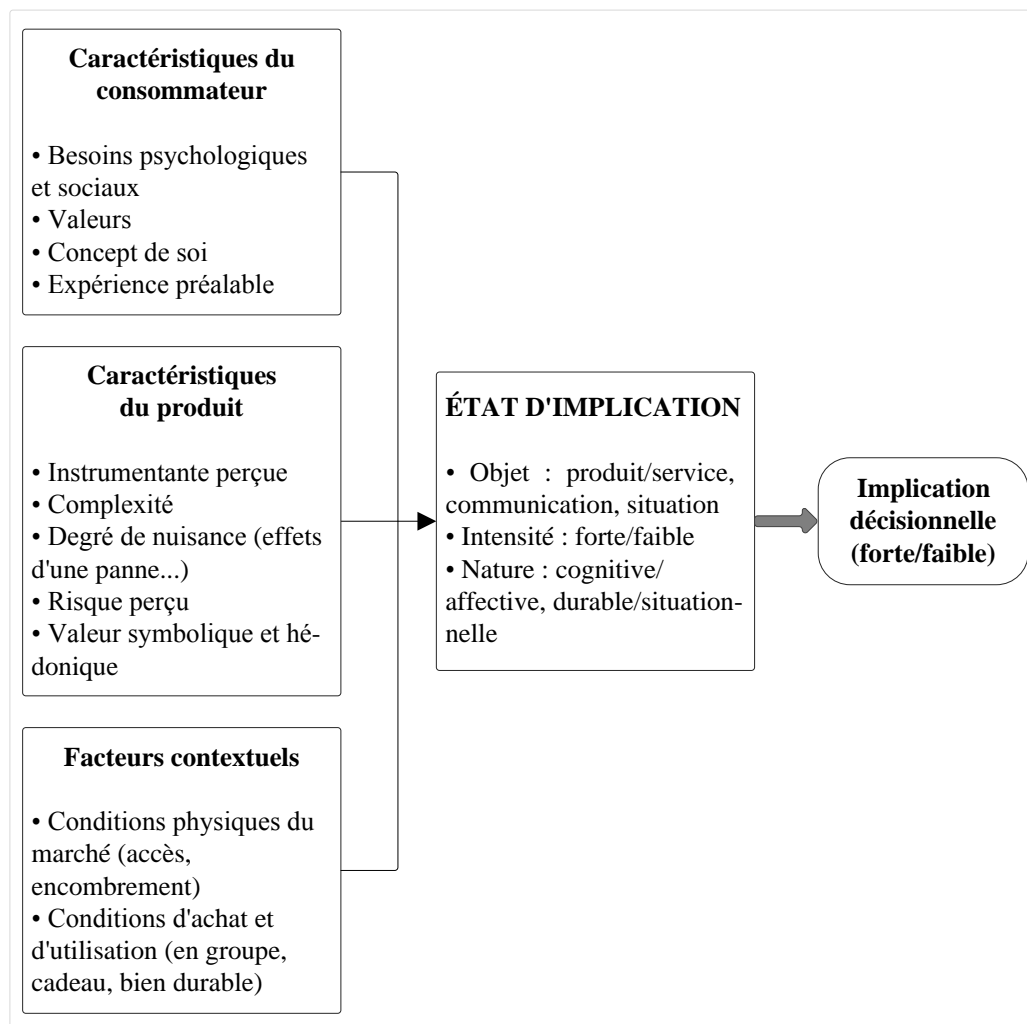 Caractéristiques du
consommateur
• Besoins psychologiques
et sociaux
• Valeurs
• Concept de soi
• Expérience préalable
Caractéristiques
du produit
• Instrumentante perçue
• Complexité
• Degré de nuisance (effets
d'une panne...)
• Risque perçu
• Valeur symbolique et hé-
donique
Facteurs contextuels
• Conditions physiques du
marché (accès,
encombrement)
• Conditions d'achat et
d'utilisation (en groupe,
cadeau, bien durable)
ÉTAT D'IMPLICATION
• Objet : produit/service,
communication, situation
• Intensité : forte/faible
• Nature : cognitive/
affective, durable/situation-
nelle
Implication
décisionnelle
(forte/faible)